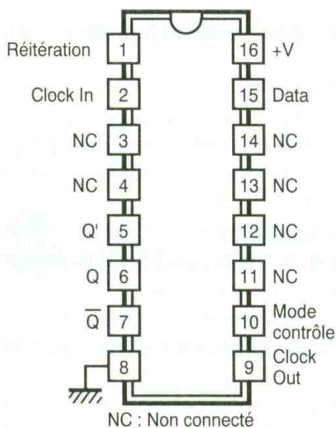 Réitération 1 16 +V
Clock In 2 15 Data
NC 3 14 NC
NC 4 13 NC
Q' 5 12 NC
Q 6 11 NC
Q̅ 7 10 Mode contrôle
8 9 Clock Out
NC : Non connecté